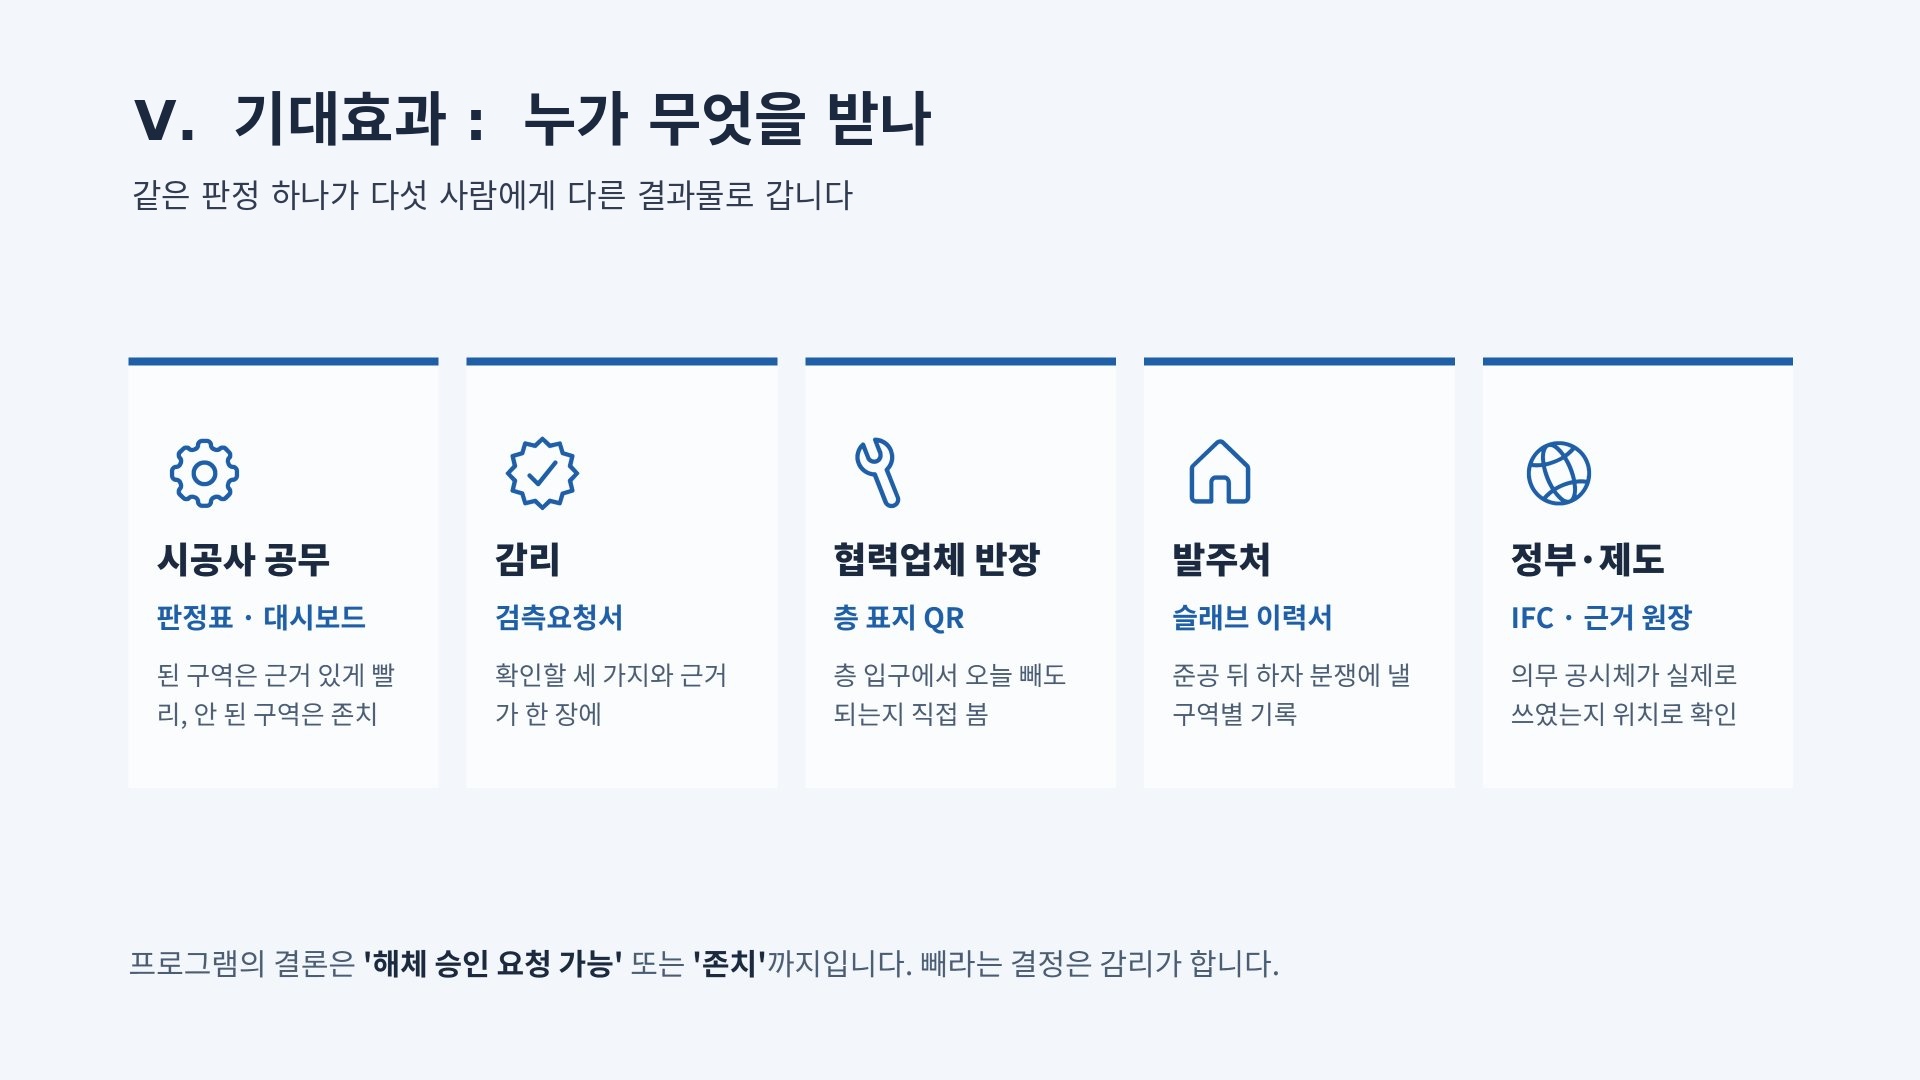 V. 기대효과 : 누가 무엇을 받나
같은 판정 하나가 다섯 사람에게 다른 결과물로 갑니다
시공사 공무
판정표 · 대시보드
된 구역은 근거 있게 빨
리, 안 된 구역은 존치
감리
검측요청서
확인할 세 가지와 근거
가 한 장에
협력업체 반장
층 표지 QR
층 입구에서 오늘 빼도
되는지 직접 봄
발주처
슬래브 이력서
준공 뒤 하자 분쟁에 낼
구역별 기록
정부·제도
IFC · 근거 원장
의무 공시체가 실제로
쓰였는지 위치로 확인
프로그램의 결론은 '해체 승인 요청 가능' 또는 '존치'까지입니다. 빼라는 결정은 감리가 합니다.